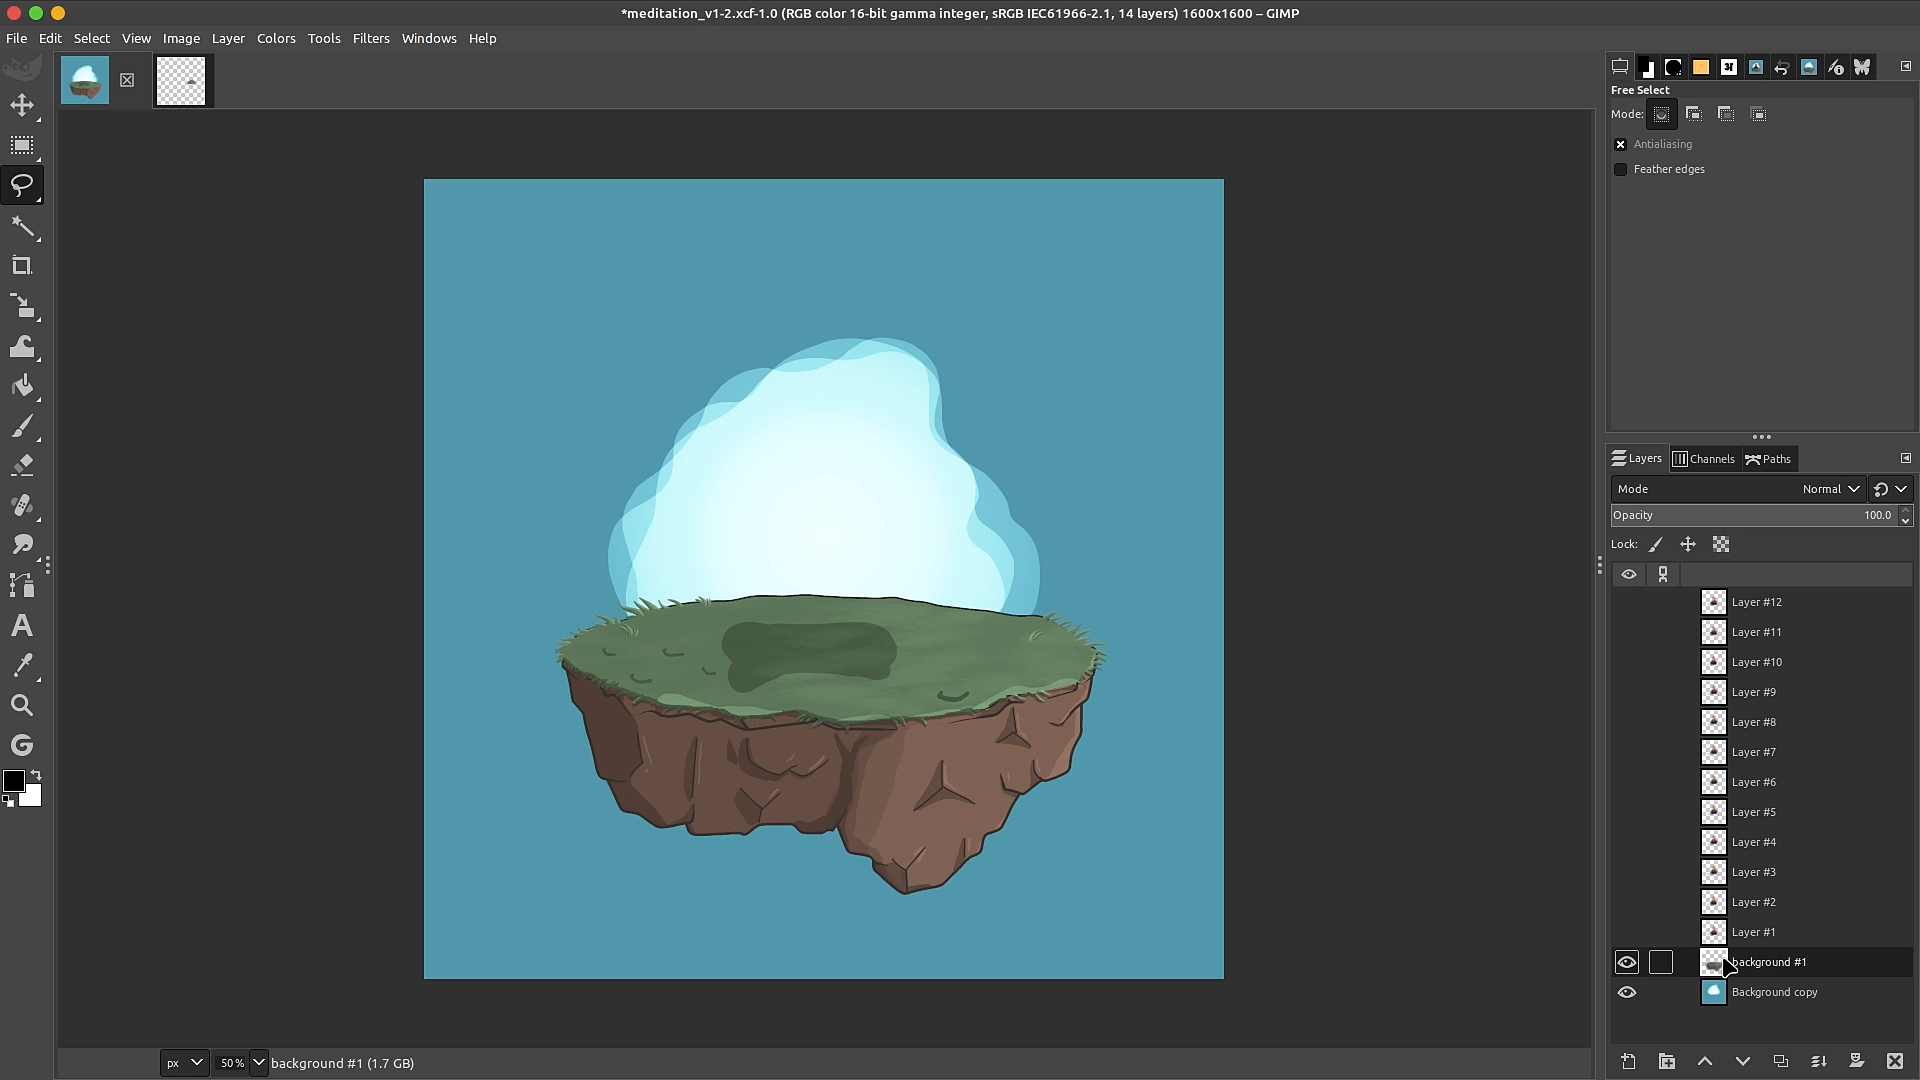 *meditation_v1-2.xcf-1.0 (RGB color 16-bit gamma integer, sRGB IEC61966-2.1, 14 layers) 1600x1600 – GIMP
File Edit Select View Image Layer Colors Tools Filters Windows Help
Free Select
Mode:
Antialiasing
Feather edges
Layers Channels Paths
Mode Normal
Opacity 100.0
Lock:
Layer #12
Layer #11
Layer #10
Layer #9
Layer #8
Layer #7
Layer #6
Layer #5
Layer #4
Layer #3
Layer #2
Layer #1
background #1
Background copy
px 50% background #1 (1.7 GB)